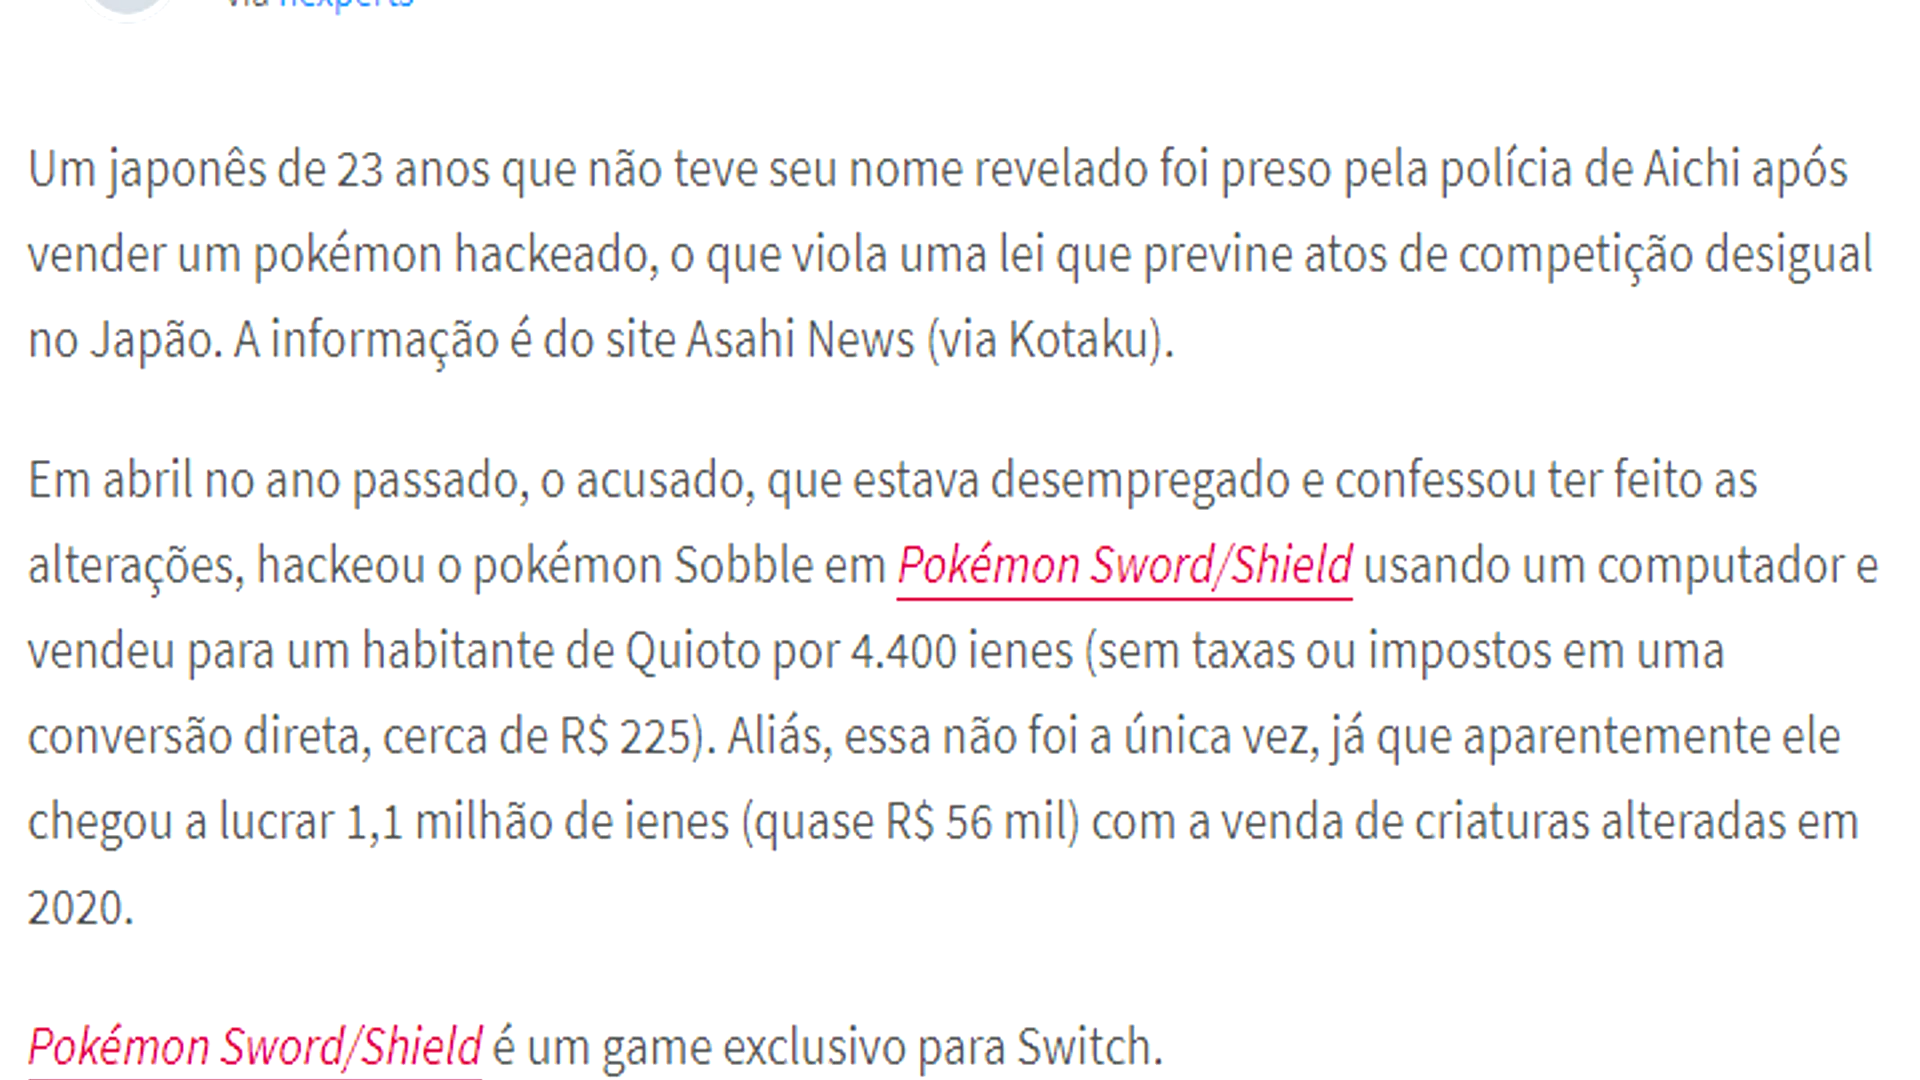 via nexperts
Um japonês de 23 anos que não teve seu nome revelado foi preso pela polícia de Aichi após
vender um pokémon hackeado, o que viola uma lei que previne atos de competição desigual
no Japão. A informação é do site Asahi News (via Kotaku).
Em abril no ano passado, o acusado, que estava desempregado e confessou ter feito as
alterações, hackeou o pokémon Sobble em Pokémon Sword/Shield usando um computador e
vendeu para um habitante de Quioto por 4.400 ienes (sem taxas ou impostos em uma
conversão direta, cerca de R$ 225). Aliás, essa não foi a única vez, já que aparentemente ele
chegou a lucrar 1,1 milhão de ienes (quase R$ 56 mil) com a venda de criaturas alteradas em
2020.
Pokémon Sword/Shield é um game exclusivo para Switch.